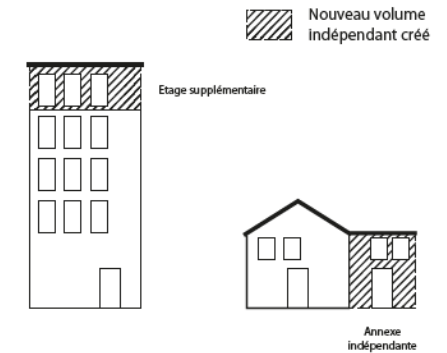 Nouveau volume
indépendant créé
Etage supplémentaire
Annexe
indépendante